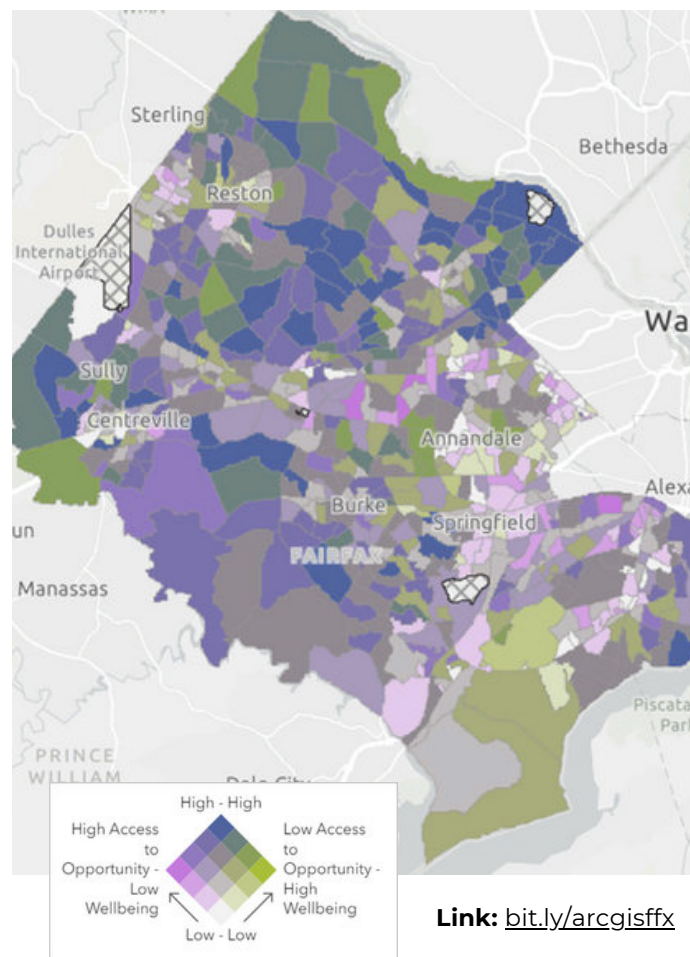 Sterling
Bethesda
Reston
Dulles
International
Airport
Wa
Sully
Centreville
Annandale
Alexa
Burke
Springfield
un
FAIRFAX
Manassas
Piscata
Par
PRINCE
WILLIAM
High - High
High Access
to
Opportunity -
Low
Wellbeing
Low Access
to
Opportunity -
High
Wellbeing
Low - Low
Link: bit.ly/arcgisffx